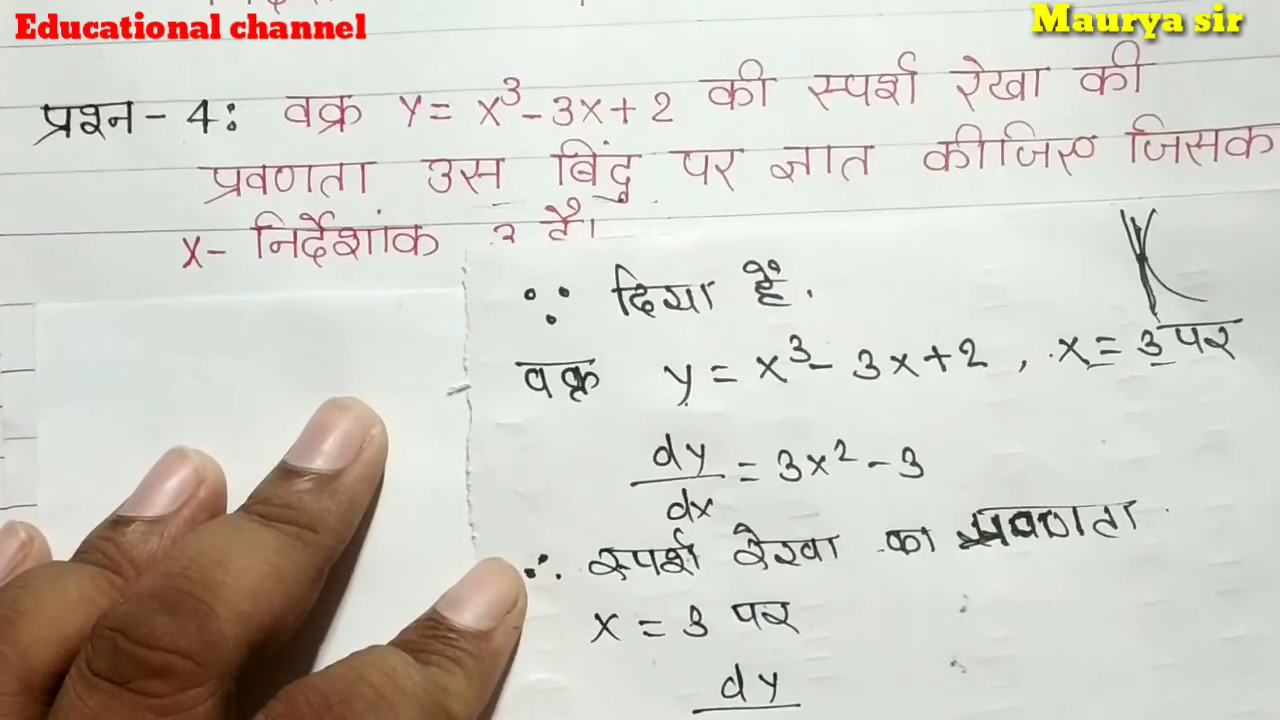 Educational channel
Maurya sir
प्रश्न - 4: वक्र y = x³ - 3x + 2 की स्पर्श रेखा की
प्रवणता उस बिंदु पर ज्ञात कीजिए जिसक
x - निर्देशांक 3 है।
∵ दिया हैं.
वक्र y = x³ - 3x + 2 , x = 3 पर
dy
dx = 3x² - 3
∴ स्पर्श रेखा का प्रवणता
x = 3 पर
dy